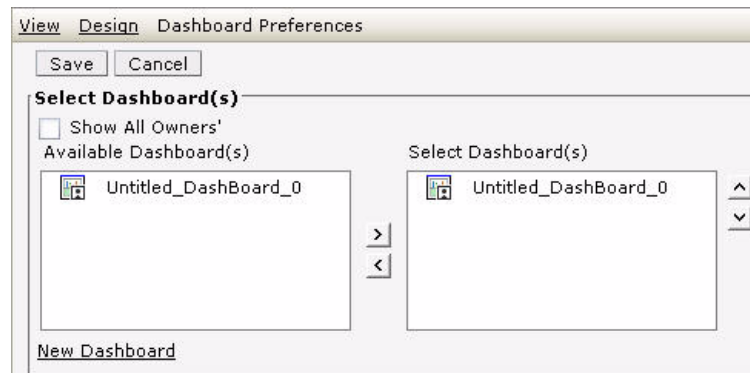 View Design Dashboard Preferences
Save Cancel
Select Dashboard(s)
Show All Owners'
Available Dashboard(s) Select Dashboard(s)
Untitled_DashBoard_0 Untitled_DashBoard_0
>
<
New Dashboard